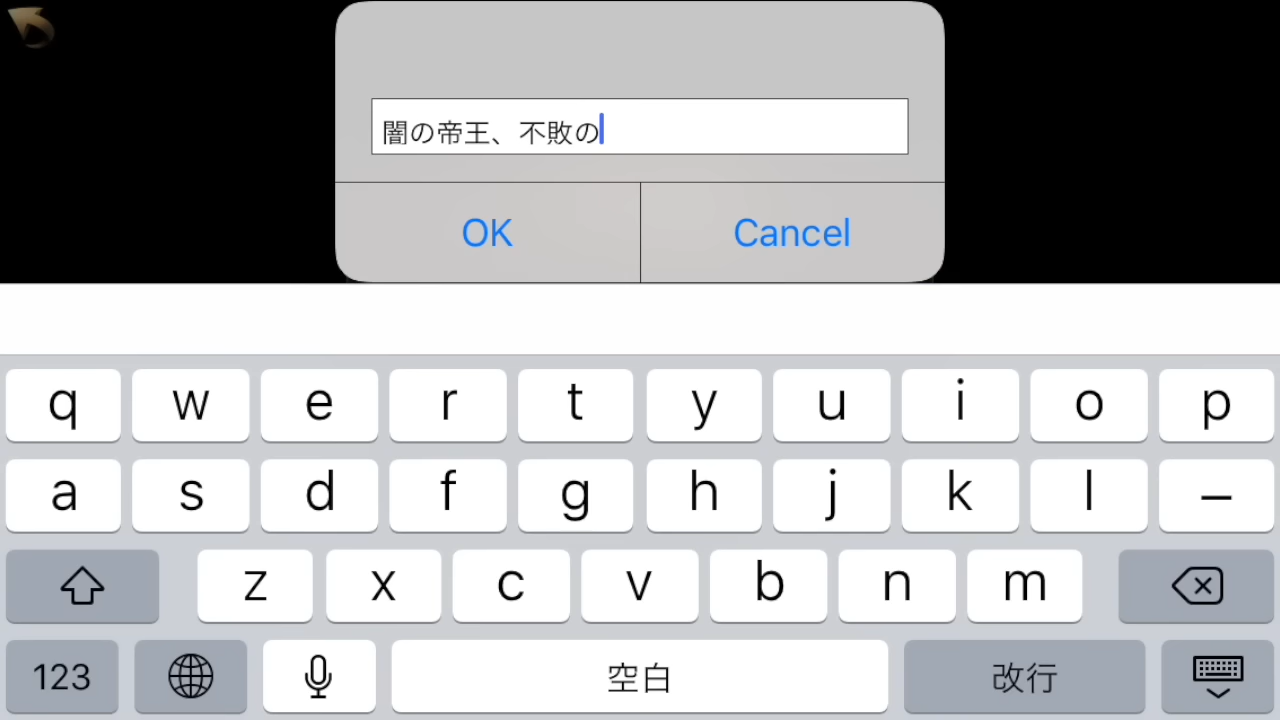 闇の帝王、不敗の
OK Cancel
q w e r t y u i o p
a s d f g h j k l –
z x c v b n m
123 空白 改行